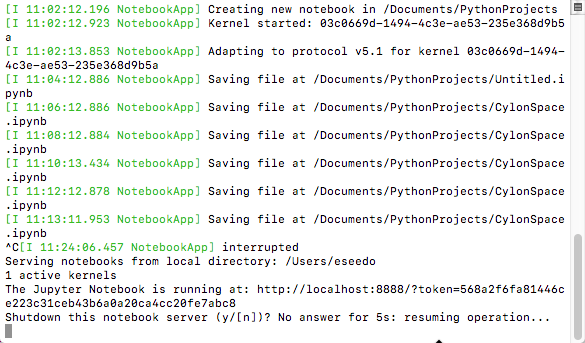 [I 11:02:12.196 NotebookApp] Creating new notebook in /Documents/PythonProjects
[I 11:02:12.923 NotebookApp] Kernel started: 03c0669d-1494-4c3e-ae53-235e368d9b5
a
[I 11:02:13.853 NotebookApp] Adapting to protocol v5.1 for kernel 03c0669d-1494-
4c3e-ae53-235e368d9b5a
[I 11:04:12.886 NotebookApp] Saving file at /Documents/PythonProjects/Untitled.i
pynb
[I 11:06:12.886 NotebookApp] Saving file at /Documents/PythonProjects/CylonSpace
.ipynb
[I 11:08:12.884 NotebookApp] Saving file at /Documents/PythonProjects/CylonSpace
.ipynb
[I 11:10:13.434 NotebookApp] Saving file at /Documents/PythonProjects/CylonSpace
.ipynb
[I 11:12:12.878 NotebookApp] Saving file at /Documents/PythonProjects/CylonSpace
.ipynb
[I 11:13:11.953 NotebookApp] Saving file at /Documents/PythonProjects/CylonSpace
.ipynb
^C[I 11:24:06.457 NotebookApp] interrupted
Serving notebooks from local directory: /Users/eseedo
1 active kernels
The Jupyter Notebook is running at: http://localhost:8888/?token=568a2f6fa81446c
e223c31ceb43b6a0a20ca4cc20fe7abc8
Shutdown this notebook server (y/[n])? No answer for 5s: resuming operation...